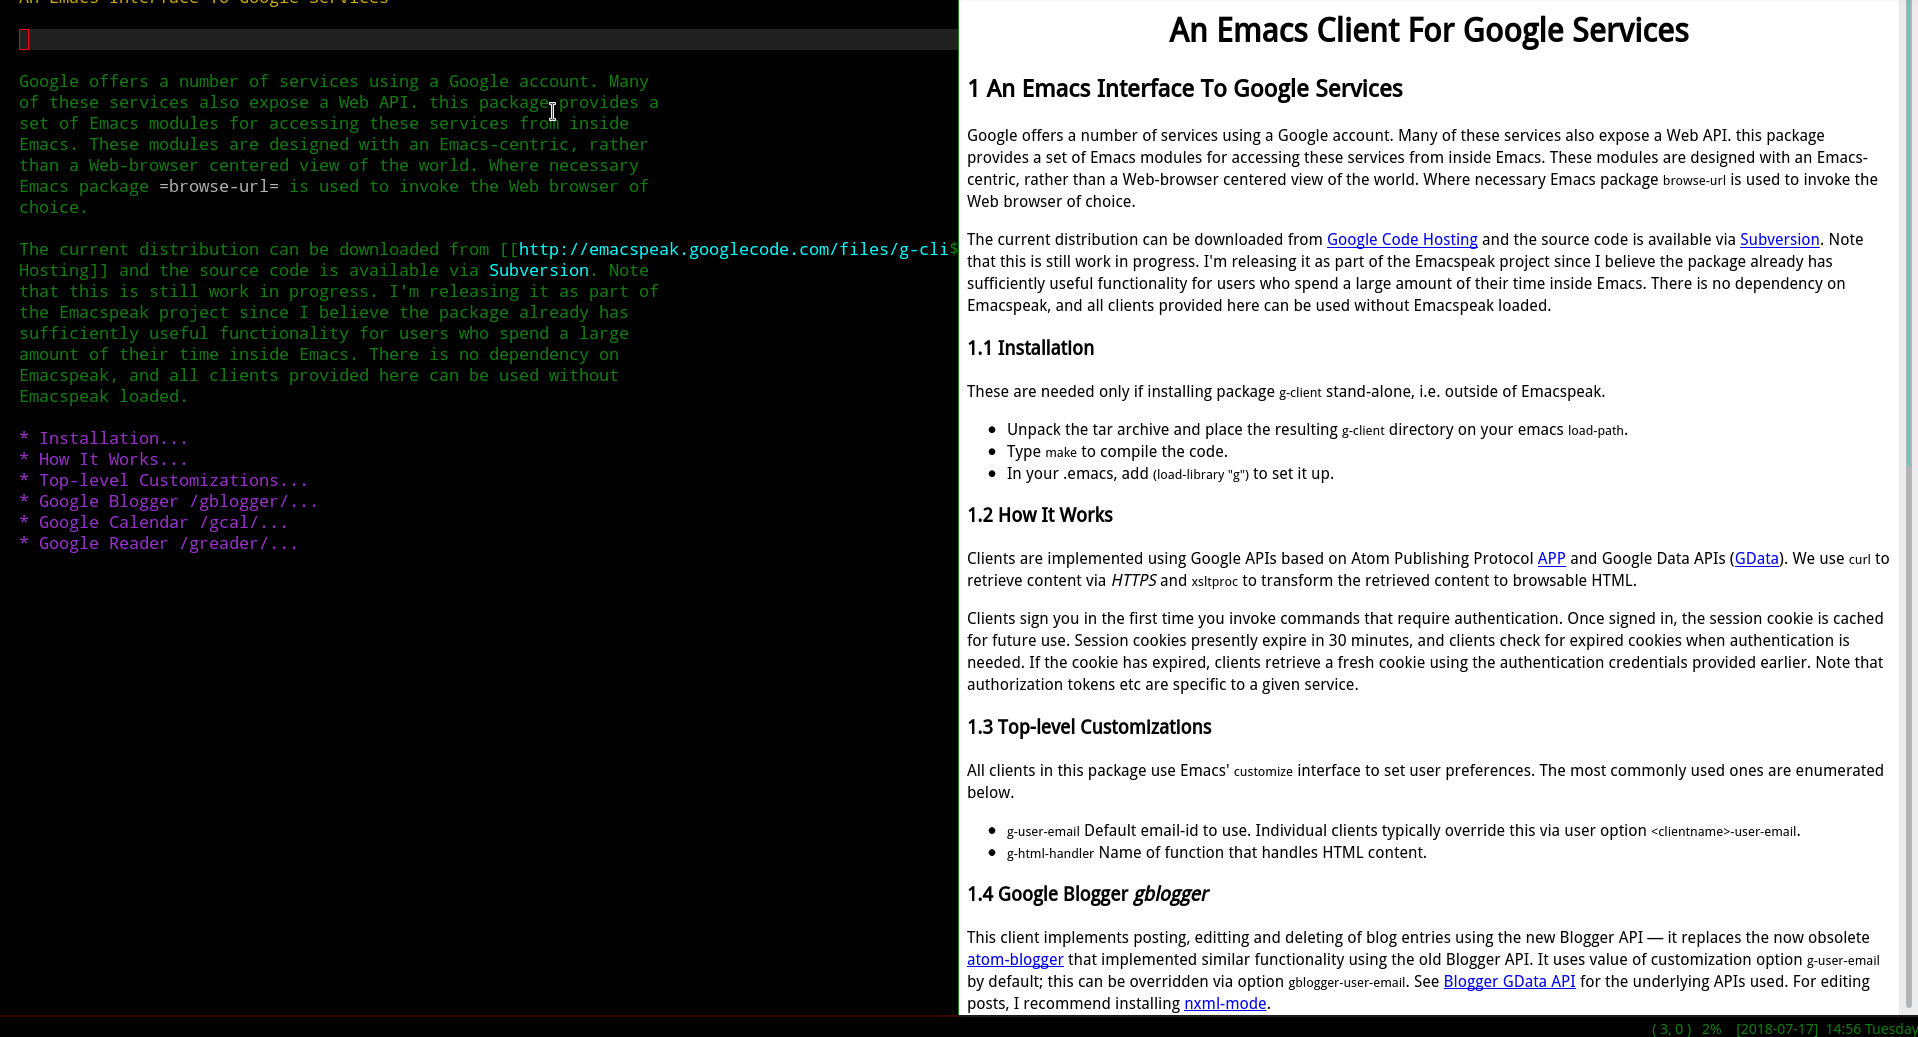 An Emacs Interface To Google Services
Google offers a number of services using a Google account. Many
of these services also expose a Web API. this package provides a
set of Emacs modules for accessing these services from inside
Emacs. These modules are designed with an Emacs-centric, rather
than a Web-browser centered view of the world. Where necessary
Emacs package =browse-url= is used to invoke the Web browser of
choice.
The current distribution can be downloaded from [[http://emacspeak.googlecode.com/files/g-cli$
Hosting]] and the source code is available via Subversion. Note
that this is still work in progress. I'm releasing it as part of
the Emacspeak project since I believe the package already has
sufficiently useful functionality for users who spend a large
amount of their time inside Emacs. There is no dependency on
Emacspeak, and all clients provided here can be used without
Emacspeak loaded.
* Installation...
* How It Works...
* Top-level Customizations...
* Google Blogger /gblogger/...
* Google Calendar /gcal/...
* Google Reader /greader/...
An Emacs Client For Google Services
1 An Emacs Interface To Google Services
Google offers a number of services using a Google account. Many of these services also expose a Web API. this package
provides a set of Emacs modules for accessing these services from inside Emacs. These modules are designed with an Emacs-
centric, rather than a Web-browser centered view of the world. Where necessary Emacs package browse-url is used to invoke the
Web browser of choice.
The current distribution can be downloaded from Google Code Hosting and the source code is available via Subversion. Note
that this is still work in progress. I'm releasing it as part of the Emacspeak project since I believe the package already has
sufficiently useful functionality for users who spend a large amount of their time inside Emacs. There is no dependency on
Emacspeak, and all clients provided here can be used without Emacspeak loaded.
1.1 Installation
These are needed only if installing package g-client stand-alone, i.e. outside of Emacspeak.
• Unpack the tar archive and place the resulting g-client directory on your emacs load-path.
• Type make to compile the code.
• In your .emacs, add (load-library "g") to set it up.
1.2 How It Works
Clients are implemented using Google APIs based on Atom Publishing Protocol APP and Google Data APIs (GData). We use curl to
retrieve content via HTTPS and xsltproc to transform the retrieved content to browsable HTML.
Clients sign you in the first time you invoke commands that require authentication. Once signed in, the session cookie is cached
for future use. Session cookies presently expire in 30 minutes, and clients check for expired cookies when authentication is
needed. If the cookie has expired, clients retrieve a fresh cookie using the authentication credentials provided earlier. Note that
authorization tokens etc are specific to a given service.
1.3 Top-level Customizations
All clients in this package use Emacs' customize interface to set user preferences. The most commonly used ones are enumerated
below.
• g-user-email Default email-id to use. Individual clients typically override this via user option <clientname>-user-email.
• g-html-handler Name of function that handles HTML content.
1.4 Google Blogger gblogger
This client implements posting, editting and deleting of blog entries using the new Blogger API — it replaces the now obsolete
atom-blogger that implemented similar functionality using the old Blogger API. It uses value of customization option g-user-email
by default; this can be overridden via option gblogger-user-email. See Blogger GData API for the underlying APIs used. For editing
posts, I recommend installing nxml-mode.
( 3, 0 ) 2% [2018-07-17] 14:56 Tuesday